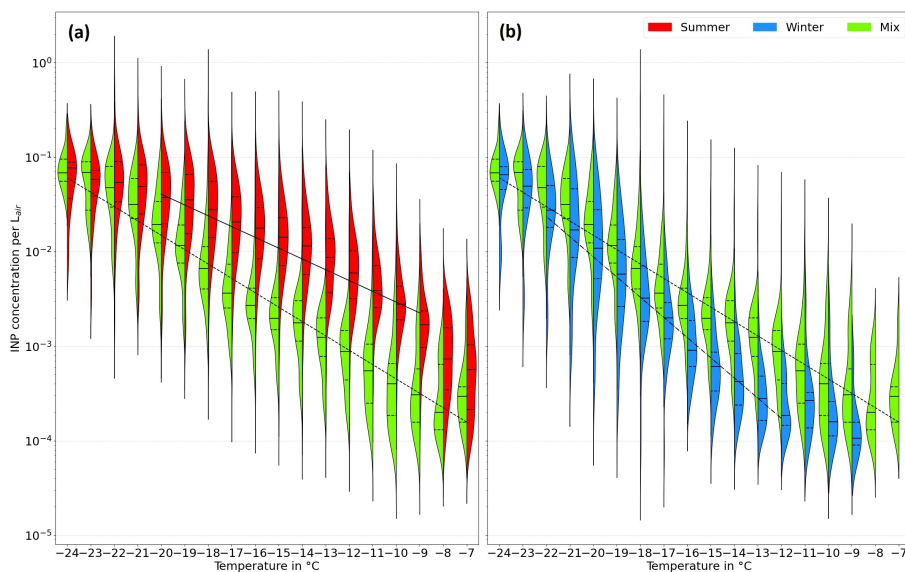 (a)
(b)
Summer
Winter
Mix
INP concentration per L_air
10⁰
10⁻¹
10⁻²
10⁻³
10⁻⁴
10⁻⁵
−24 −23 −22 −21 −20 −19 −18 −17 −16 −15 −14 −13 −12 −11 −10 −9 −8 −7
−24 −23 −22 −21 −20 −19 −18 −17 −16 −15 −14 −13 −12 −11 −10 −9 −8 −7
Temperature in °C
Temperature in °C